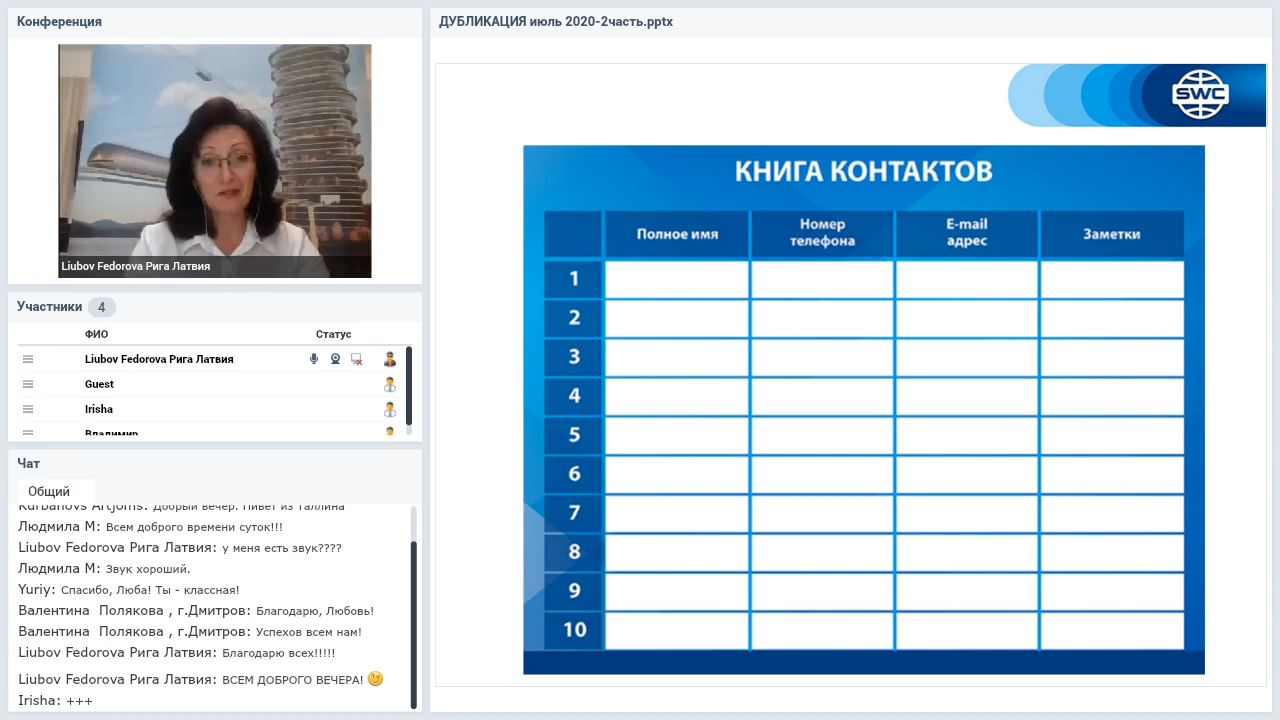 Конференция
Liubov Fedorova Рига Латвия
Участники 4
ФИО Статус
Liubov Fedorova Рига Латвия
Guest
Irisha
Владимир
Чат
Общий
Kurbanovs Artjoms: Добрый вечер. Пивет из Таллина
Людмила М: Всем доброго времени суток!!!
Liubov Fedorova Рига Латвия: у меня есть звук????
Людмила М: Звук хороший.
Yuriy: Спасибо, Люба! Ты - классная!
Валентина Полякова , г.Дмитров: Благодарю, Любовь!
Валентина Полякова , г.Дмитров: Успехов всем нам!
Liubov Fedorova Рига Латвия: Благодарю всех!!!!!
Liubov Fedorova Рига Латвия: ВСЕМ ДОБРОГО ВЕЧЕРА!
Irisha: +++
ДУБЛИКАЦИЯ июль 2020-2часть.pptx
SWC
КНИГА КОНТАКТОВ
Полное имя
Номер
телефона
E-mail
адрес
Заметки
1
2
3
4
5
6
7
8
9
10